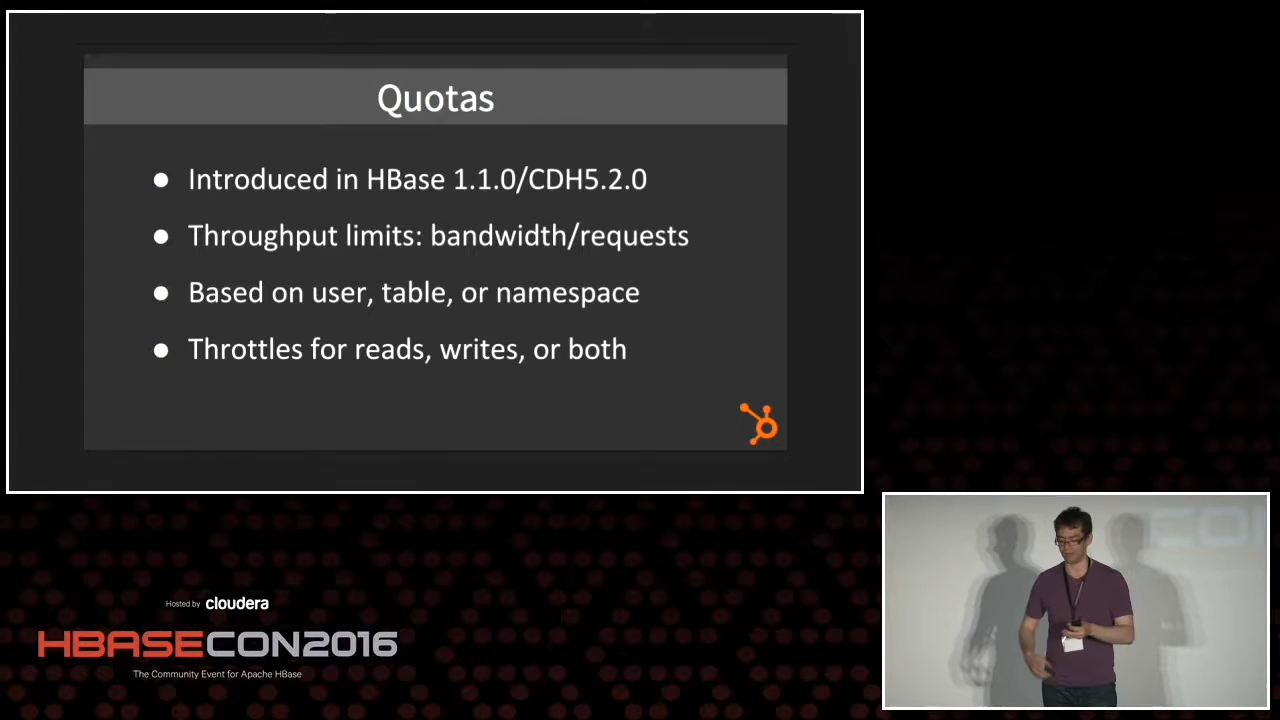 Quotas
● Introduced in HBase 1.1.0/CDH5.2.0
● Throughput limits: bandwidth/requests
● Based on user, table, or namespace
● Throttles for reads, writes, or both
Hosted by cloudera
HBASECON2016
The Community Event for Apache HBase